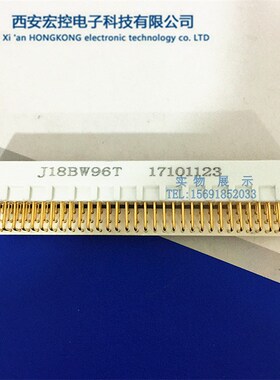 西安宏控电子科技有限公司
Xi 'an HONGKONG electronic technology co. LTD
J18BW96T 17101123
实物展示
TEL:15691852033